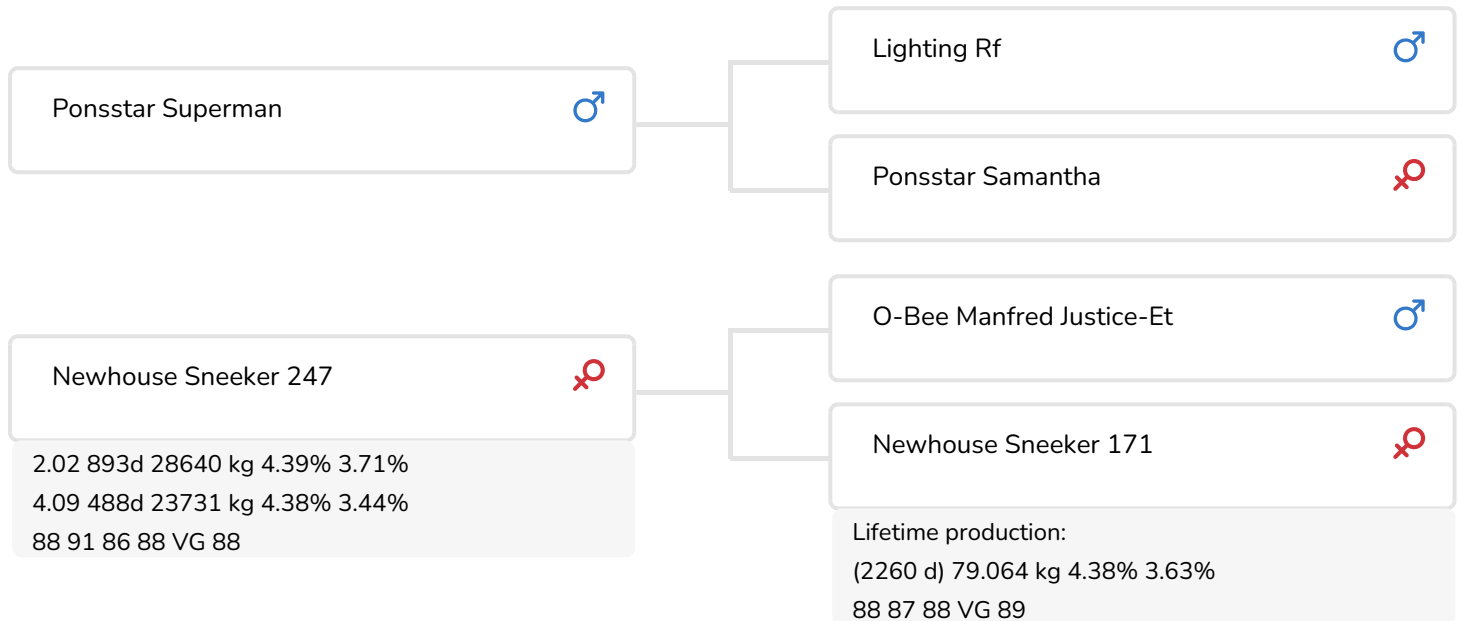 Lighting Rf
Ponsstar Superman
Ponsstar Samantha
O-Bee Manfred Justice-Et
Newhouse Sneeker 247
2.02 893d 28640 kg 4.39% 3.71%
4.09 488d 23731 kg 4.38% 3.44%
88 91 86 88 VG 88
Newhouse Sneeker 171
Lifetime production:
(2260 d) 79.064 kg 4.38% 3.63%
88 87 88 VG 89